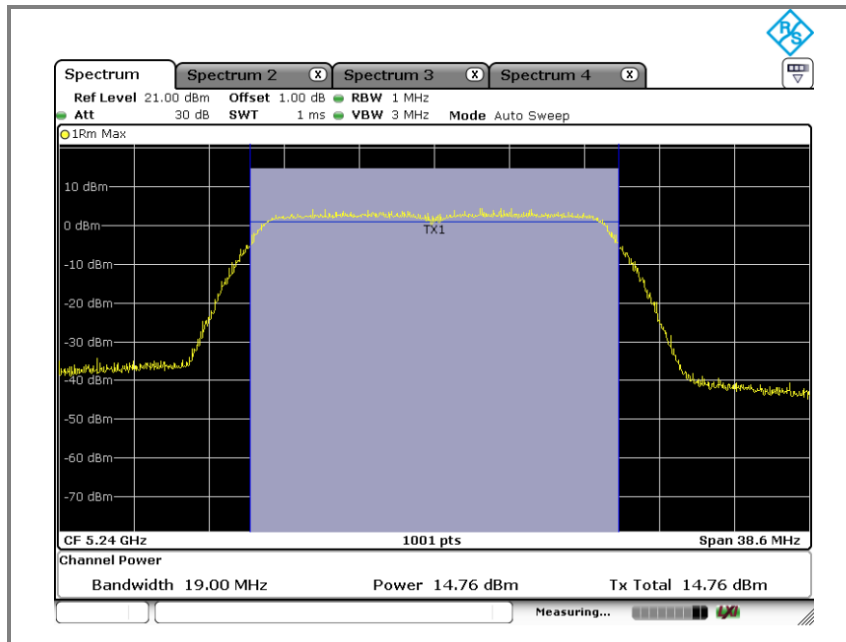 R&S
Spectrum Spectrum 2 X Spectrum 3 X Spectrum 4 X
Ref Level 21.00 dBm Offset 1.00 dB RBW 1 MHz
Att 30 dB SWT 1 ms VBW 3 MHz Mode Auto Sweep
1Rm Max
10 dBm
0 dBm
TX1
-10 dBm
-20 dBm
-30 dBm
-40 dBm
-50 dBm
-60 dBm
-70 dBm
CF 5.24 GHz 1001 pts Span 38.6 MHz
Channel Power
Bandwidth 19.00 MHz Power 14.76 dBm Tx Total 14.76 dBm
Measuring...